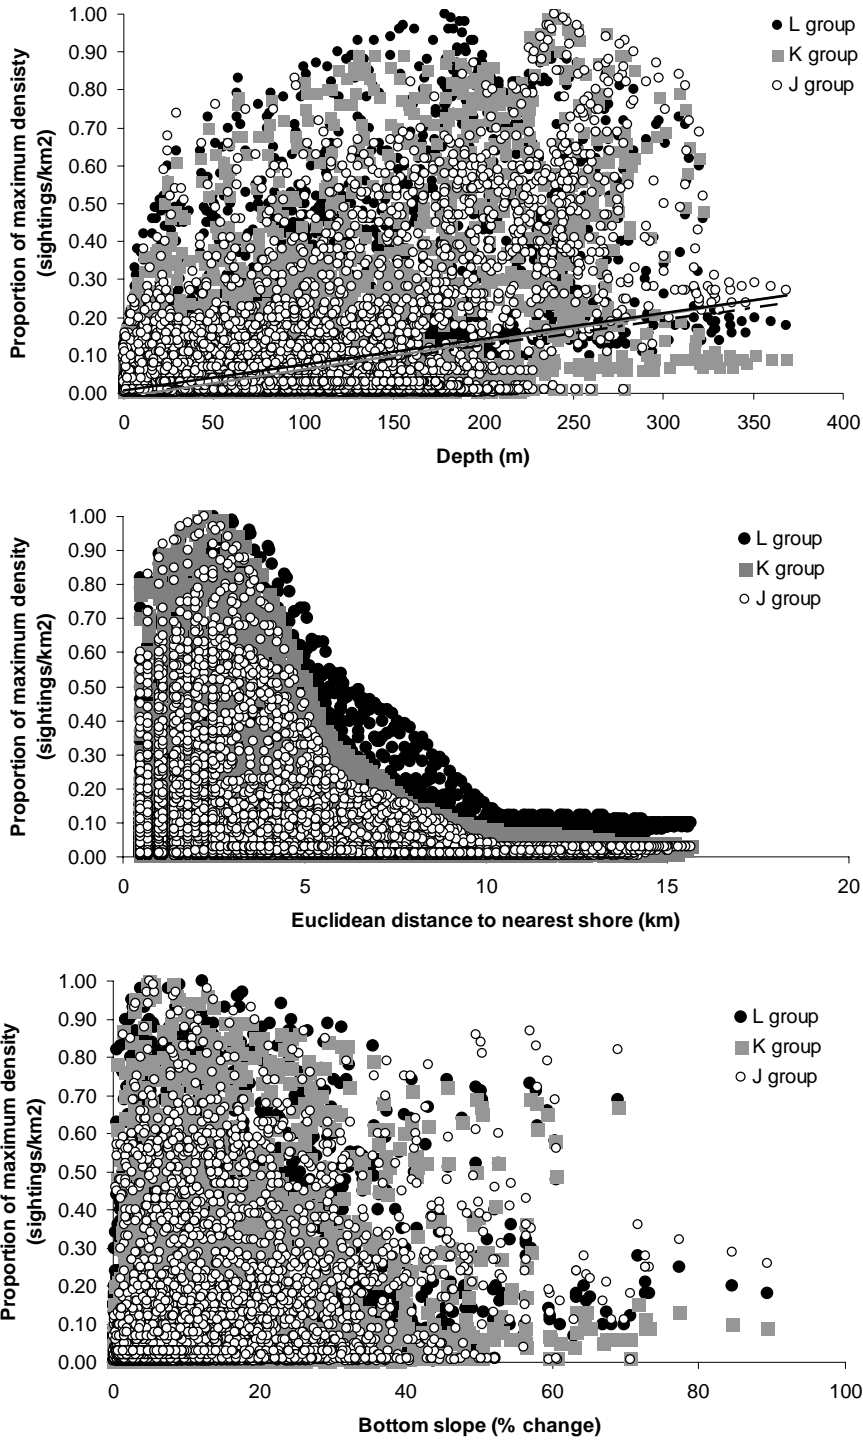 Proportion of maximum densisty
(sightings/km2)
1.00
0.90
0.80
0.70
0.60
0.50
0.40
0.30
0.20
0.10
0.00
L group
K group
J group
0 50 100 150 200 250 300 350 400
Depth (m)
Proportion of maximum density
(sightings/km2)
1.00
0.90
0.80
0.70
0.60
0.50
0.40
0.30
0.20
0.10
0.00
L group
K group
J group
0 5 10 15 20
Euclidean distance to nearest shore (km)
Proportion of maximum density
(sightings/km2)
1.00
0.90
0.80
0.70
0.60
0.50
0.40
0.30
0.20
0.10
0.00
L group
K group
J group
0 20 40 60 80 100
Bottom slope (% change)